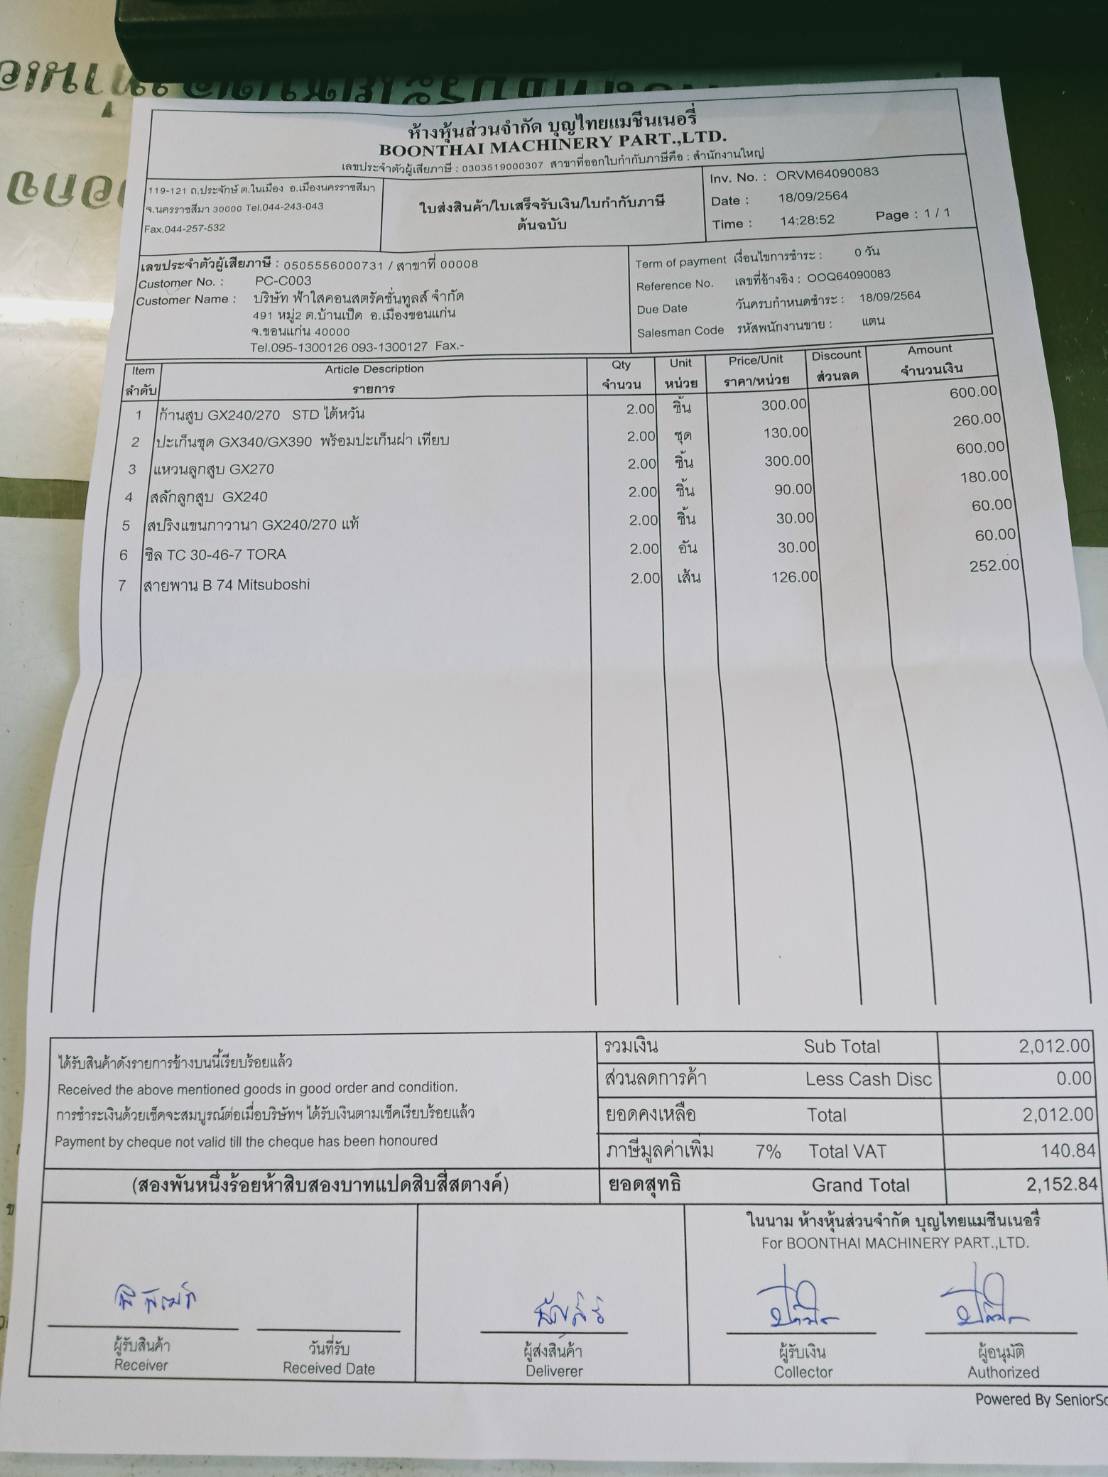 ห้างหุ้นส่วนจำกัด บุญไทยแมชีนเนอรี่
BOONTHAI MACHINERY PART.,LTD.
เลขประจำตัวผู้เสียภาษี : 0303519000307 สาขาที่ออกใบกำกับภาษีคือ : สำนักงานใหญ่
119-121 ถ.ประจักษ์ ต.ในเมือง อ.เมืองนครราชสีมา
จ.นครราชสีมา 30000 Tel.044-243-043
Fax.044-257-532
ใบส่งสินค้า/ใบเสร็จรับเงิน/ใบกำกับภาษี
ต้นฉบับ
Inv. No. : ORVM64090083
Date : 18/09/2564
Time : 14:28:52 Page : 1 / 1
เลขประจำตัวผู้เสียภาษี : 0505556000731 / สาขาที่ 00008
Customer No. : PC-C003
Customer Name : บริษัท ฟ้าใสคอนสตรัคชั่นทูลส์ จำกัด
491 หมู่2 ต.บ้านเป็ด อ.เมืองขอนแก่น
จ.ขอนแก่น 40000
Tel.095-1300126 093-1300127 Fax.-
Term of payment เงื่อนไขการชำระ : 0 วัน
Reference No. เลขที่อ้างอิง : OOQ64090083
Due Date วันครบกำหนดชำระ : 18/09/2564
Salesman Code รหัสพนักงานขาย : แตน
Item Article Description Qty Unit Price/Unit Discount Amount
ลำดับ รายการ จำนวน หน่วย ราคา/หน่วย ส่วนลด จำนวนเงิน
1 ก้านสูบ GX240/270 STD ไต้หวัน 2.00 ชิ้น 300.00 600.00
2 ปะเก็นชุด GX340/GX390 พร้อมปะเก็นฝา เทียบ 2.00 ชุด 130.00 260.00
3 แหวนลูกสูบ GX270 2.00 ชิ้น 300.00 600.00
4 สลักลูกสูบ GX240 2.00 ชิ้น 90.00 180.00
5 สปริงแขนกาวานา GX240/270 แท้ 2.00 ชิ้น 30.00 60.00
6 ซิล TC 30-46-7 TORA 2.00 อัน 30.00 60.00
7 สายพาน B 74 Mitsuboshi 2.00 เส้น 126.00 252.00
ได้รับสินค้าดังรายการข้างบนนี้เรียบร้อยแล้ว
Received the above mentioned goods in good order and condition.
การชำระเงินด้วยเช็คจะสมบูรณ์ต่อเมื่อบริษัทฯ ได้รับเงินตามเช็คเรียบร้อยแล้ว
Payment by cheque not valid till the cheque has been honoured
รวมเงิน Sub Total 2,012.00
ส่วนลดการค้า Less Cash Disc 0.00
ยอดคงเหลือ Total 2,012.00
ภาษีมูลค่าเพิ่ม 7% Total VAT 140.84
(สองพันหนึ่งร้อยห้าสิบสองบาทแปดสิบสี่สตางค์) ยอดสุทธิ Grand Total 2,152.84
ในนาม ห้างหุ้นส่วนจำกัด บุญไทยแมชีนเนอรี่
For BOONTHAI MACHINERY PART.,LTD.
ผู้รับสินค้า วันที่รับ ผู้ส่งสินค้า ผู้รับเงิน ผู้อนุมัติ
Receiver Received Date Deliverer Collector Authorized
Powered By SeniorSo